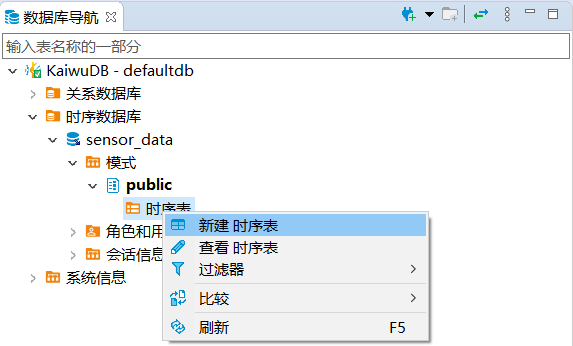 数据库导航
输入表名称的一部分
KaiwuDB - defaultdb
关系数据库
时序数据库
sensor_data
模式
public
时序表
新建 时序表
角色和用
查看 时序表
会话信息
过滤器
系统信息
比较
刷新 F5